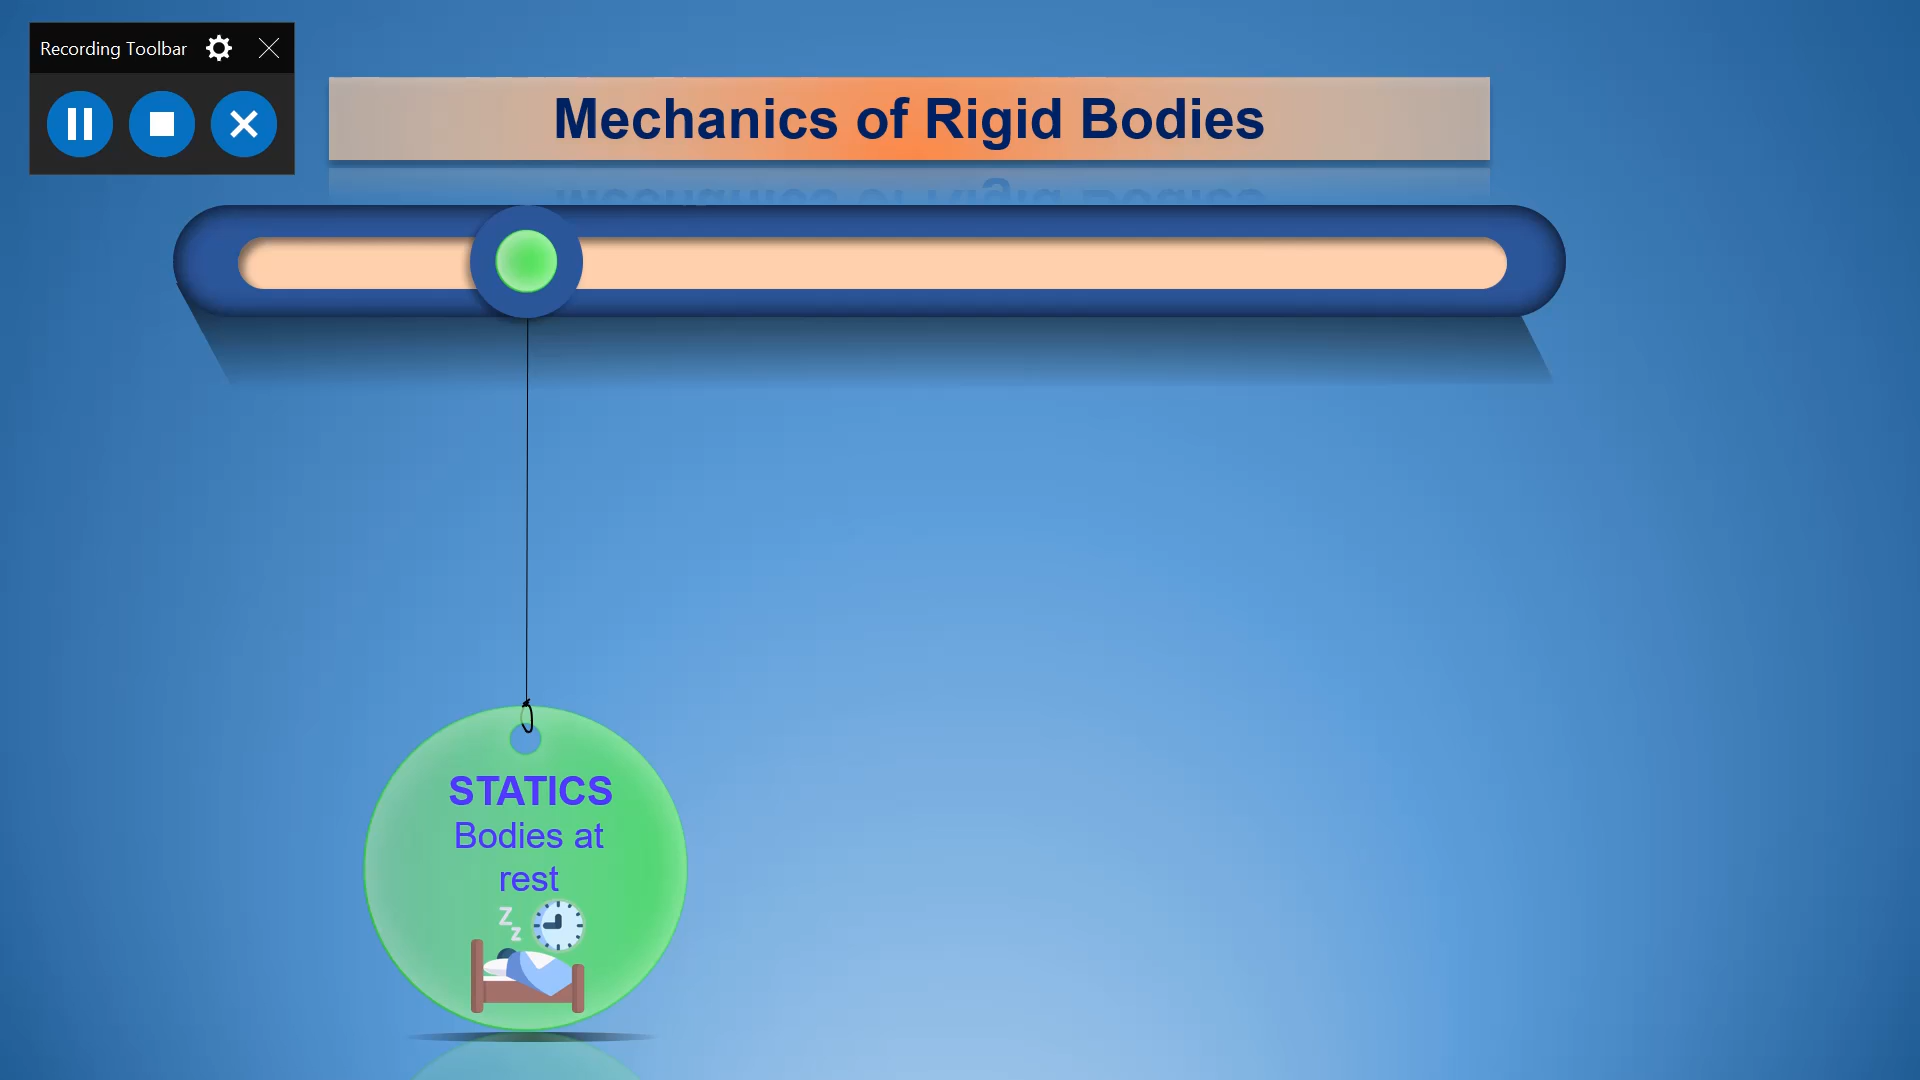 Recording Toolbar
Mechanics of Rigid Bodies
STATICS
Bodies at
rest
Z
z